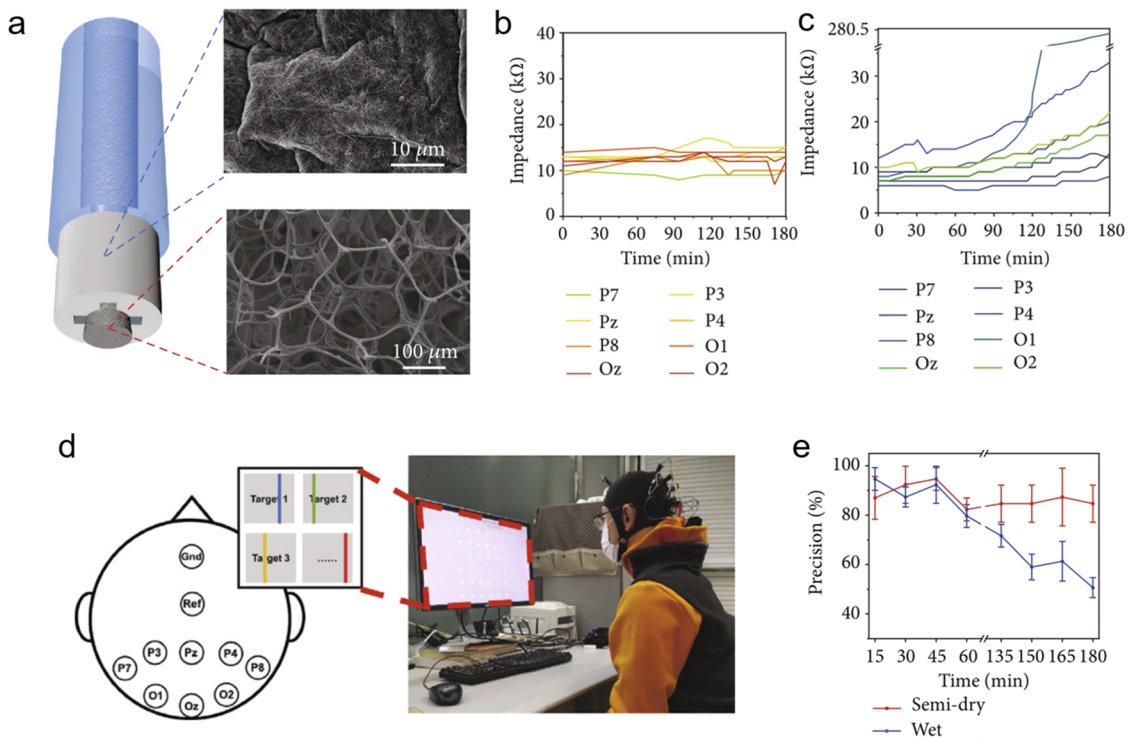 a
10 μm
100 μm
b
Impedance (kΩ)
40
30
20
10
0
0 30 60 90 120 150 180
Time (min)
P7 P3
Pz P4
P8 O1
Oz O2
c
Impedance (kΩ)
280.5
30
20
10
0
0 30 60 90 120 150 180
Time (min)
P7 P3
Pz P4
P8 O1
Oz O2
d
Target 1 Target 2
Target 3 ......
Gnd
Ref
P7 P3 Pz P4 P8
O1 Oz O2
e
Precision (%)
100
80
60
40
15 30 45 60 135 150 165 180
Time (min)
Semi-dry
Wet